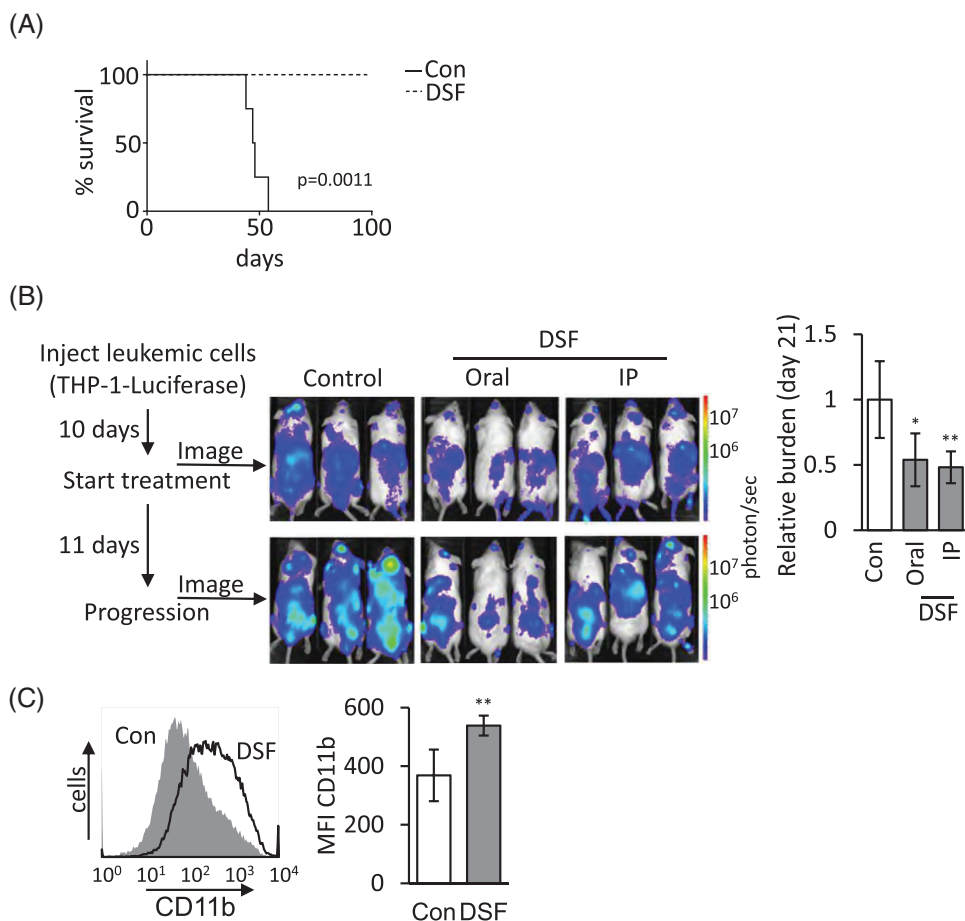 (A)
% survival
100
50
0
0 50 100
days
Con
DSF
p=0.0011
(B)
Inject leukemic cells
(THP-1-Luciferase)
10 days
Image
Start treatment
11 days
Image
Progression
Control
DSF
Oral
IP
10⁷
10⁶
10⁷
10⁶
photon/sec
Relative burden (day 21)
1.5
1
0.5
0
*
**
Con
Oral
IP
DSF
(C)
Con
DSF
cells
10⁰ 10¹ 10² 10³ 10⁴
CD11b
MFI CD11b
600
400
200
0
**
Con DSF